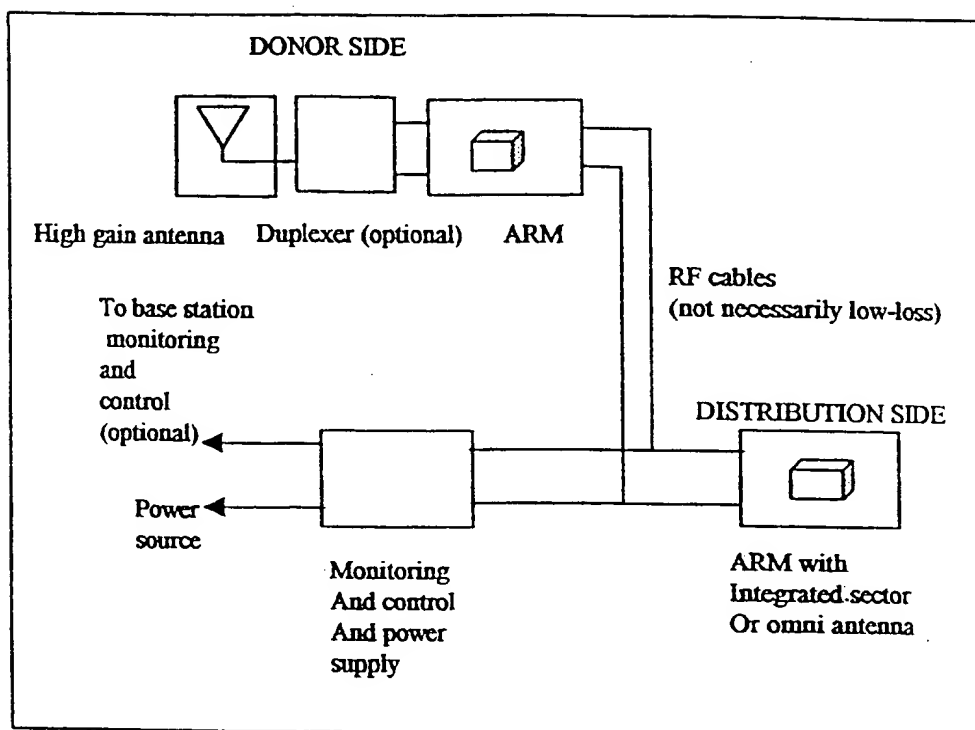 DONOR SIDE
High gain antenna
Duplexer (optional)
ARM
RF cables
(not necessarily low-loss)
To base station
monitoring
and
control
(optional)
DISTRIBUTION SIDE
Power
source
Monitoring
And control
And power
supply
ARM with
Integrated sector
Or omni antenna